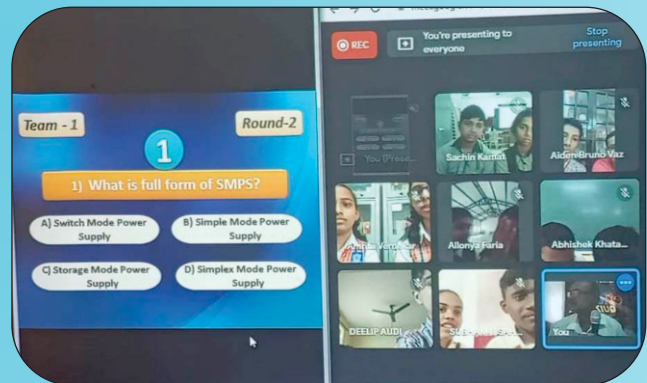 Team - 1
Round-2
1
1) What is full form of SMPS?
A) Switch Mode Power
Supply
B) Simple Mode Power
Supply
C) Storage Mode Power
Supply
D) Simplex Mode Power
Supply
REC
You're presenting to
everyone
Stop
presenting
You (Prese...
Sachin Kamat
Aiden Bruno Vaz
Allonya Faria
Abhishek Khata...
DEELIP AUDI
You